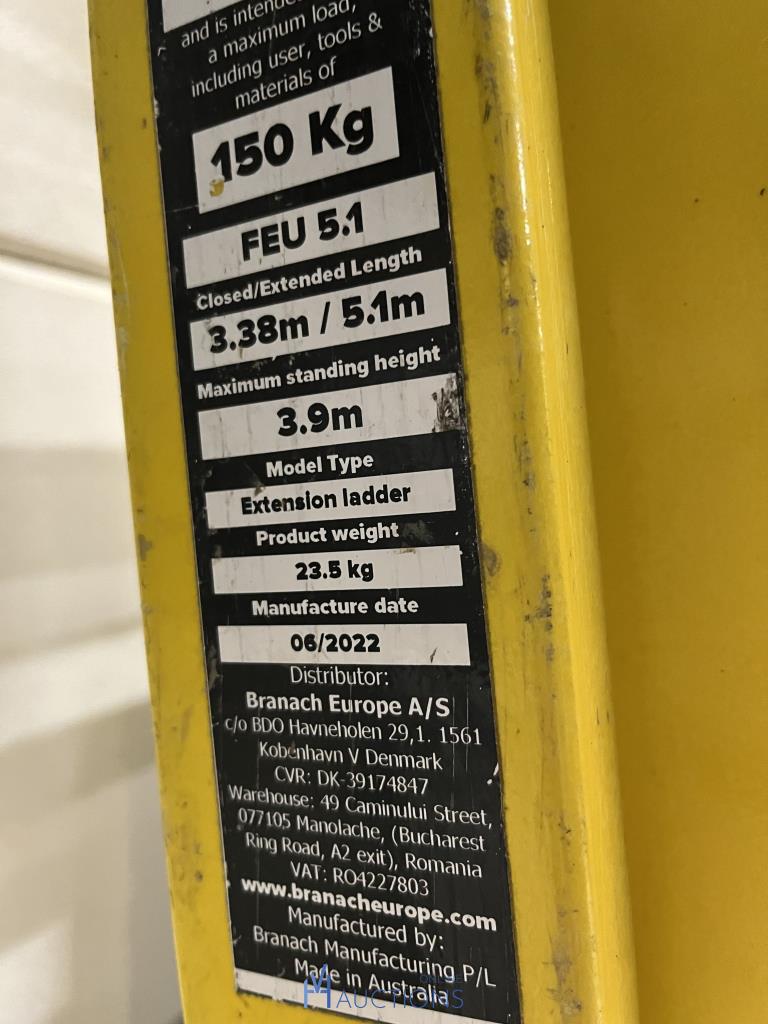 and is intended
a maximum load,
including user, tools &
materials of
150 Kg
FEU 5.1
Closed/Extended Length
3.38m / 5.1m
Maximum standing height
3.9m
Model Type
Extension ladder
Product weight
23.5 kg
Manufacture date
06/2022
Distributor:
Branach Europe A/S
c/o BDO Havneholen 29,1. 1561
Kobenhavn V Denmark
CVR: DK-39174847
Warehouse: 49 Caminului Street,
077105 Manolache, (Bucharest
Ring Road, A2 exit), Romania
VAT: RO4227803
www.branacheurope.com
Manufactured by:
Branach Manufacturing P/L
Made in Australia
ONLINE
AUCTIONS